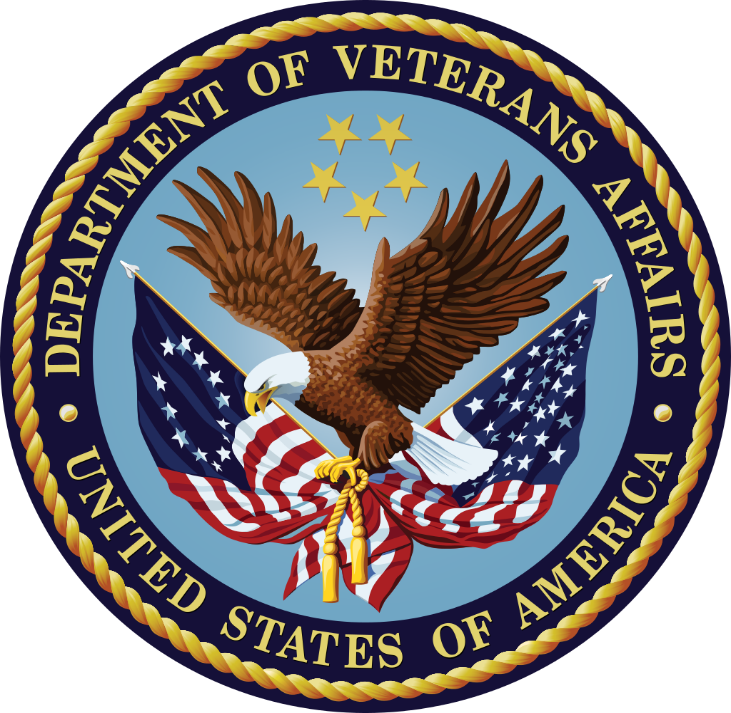 DEPARTMENT OF VETERANS AFFAIRS
UNITED STATES OF AMERICA